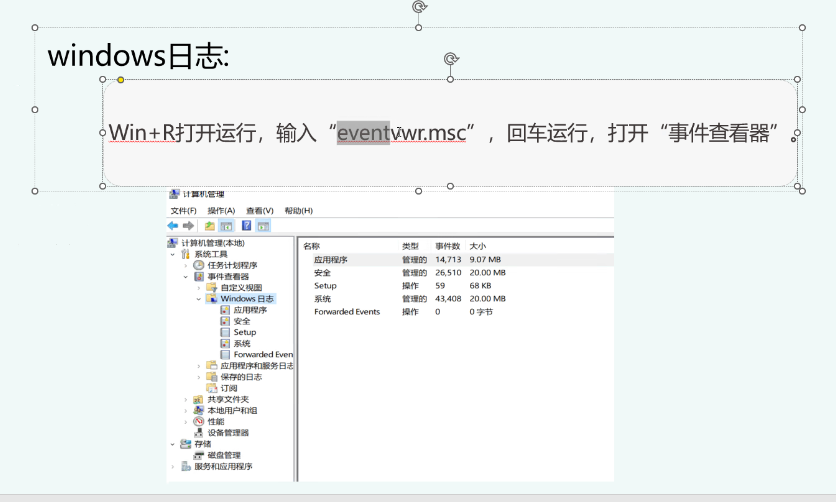 windows日志:
Win+R打开运行，输入“eventvwr.msc”，回车运行，打开“事件查看器”。
计算机管理
文件(F) 操作(A) 查看(V) 帮助(H)
计算机管理(本地)
系统工具
任务计划程序
事件查看器
自定义视图
Windows 日志
应用程序
安全
Setup
系统
Forwarded Even
应用程序和服务日志
保存的日志
订阅
共享文件夹
本地用户和组
性能
设备管理器
存储
磁盘管理
服务和应用程序
名称 类型 事件数 大小
应用程序 管理的 14,713 9.07 MB
安全 管理的 26,510 20.00 MB
Setup 操作 59 68 KB
系统 管理的 43,408 20.00 MB
Forwarded Events 操作 0 0 字节